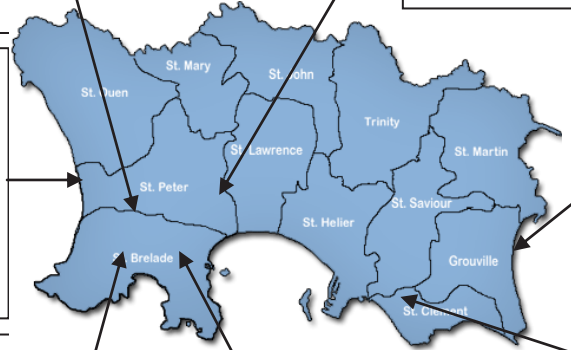 St. Mary
St. John
St. Ouen
Trinity
St. Lawrence
St. Martin
St. Peter
St. Saviour
St. Helier
St. Brelade
Grouville
St. Clement